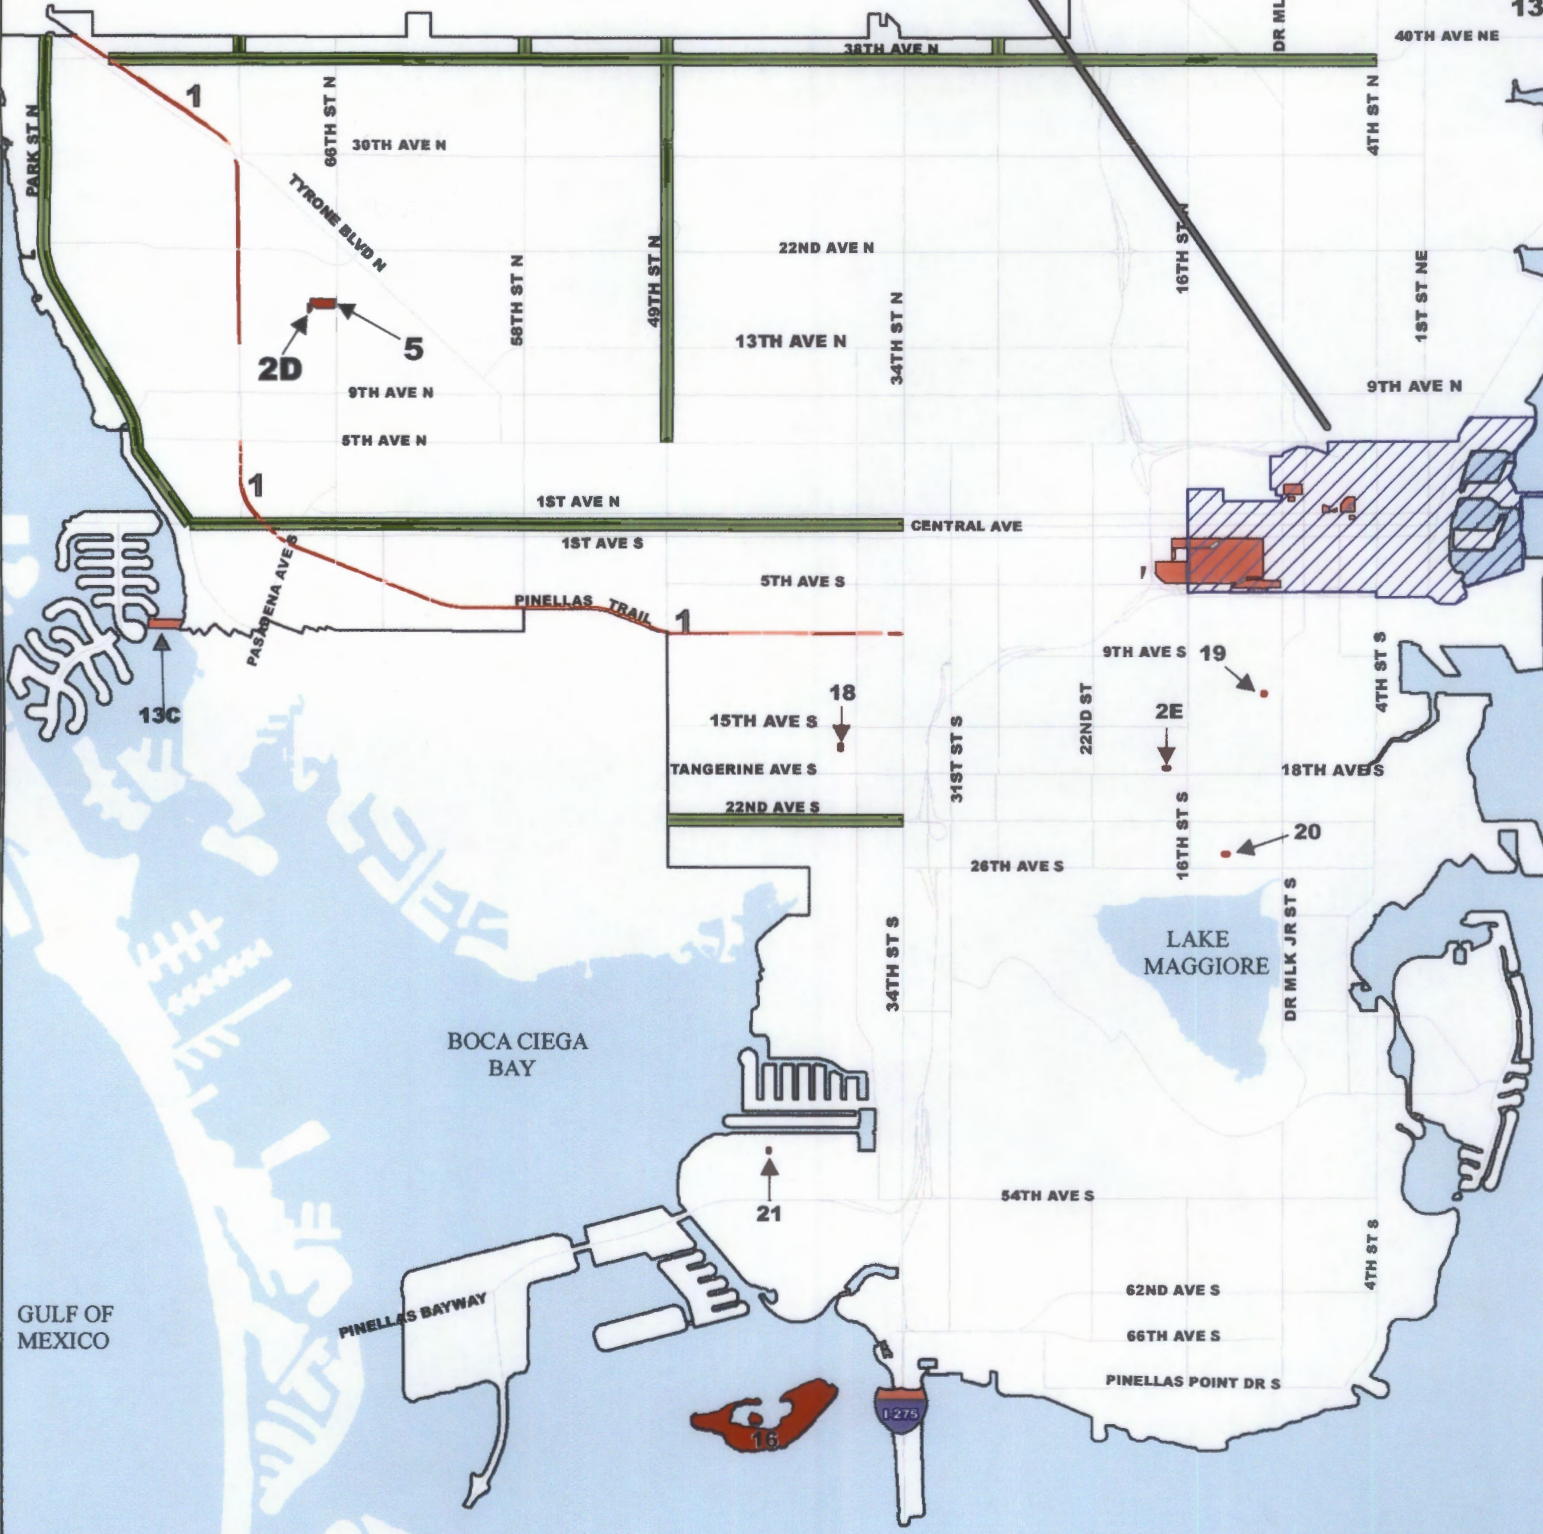 13
DR ML
40TH AVE NE
38TH AVE N
1
66TH ST N
4TH ST N
PARK ST N
30TH AVE N
TYRONE BLVD N
22ND AVE N
16TH ST N
49TH ST N
58TH ST N
1ST ST NE
34TH ST N
5
13TH AVE N
2D
9TH AVE N
9TH AVE N
5TH AVE N
1
1ST AVE N
CENTRAL AVE
1ST AVE S
5TH AVE S
PASADENA AVE S
PINELLAS TRAIL
1
9TH AVE S
19
4TH ST S
18
13C
15TH AVE S
22ND ST
2E
31ST ST S
TANGERINE AVE S
18TH AVE S
22ND AVE S
16TH ST S
20
26TH AVE S
LAKE
MAGGIORE
DR MLK JR ST S
34TH ST S
BOCA CIEGA
BAY
54TH AVE S
21
4TH ST S
62ND AVE S
GULF OF
MEXICO
PINELLAS BAYWAY
66TH AVE S
PINELLAS POINT DR S
I-275
16